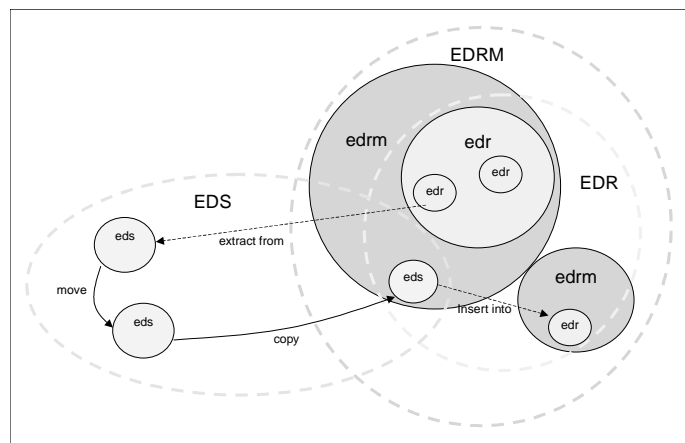 EDRM
edrm
edr
edr
edr
EDR
EDS
eds
extract from
edrm
eds
move
Insert into
eds
edr
copy